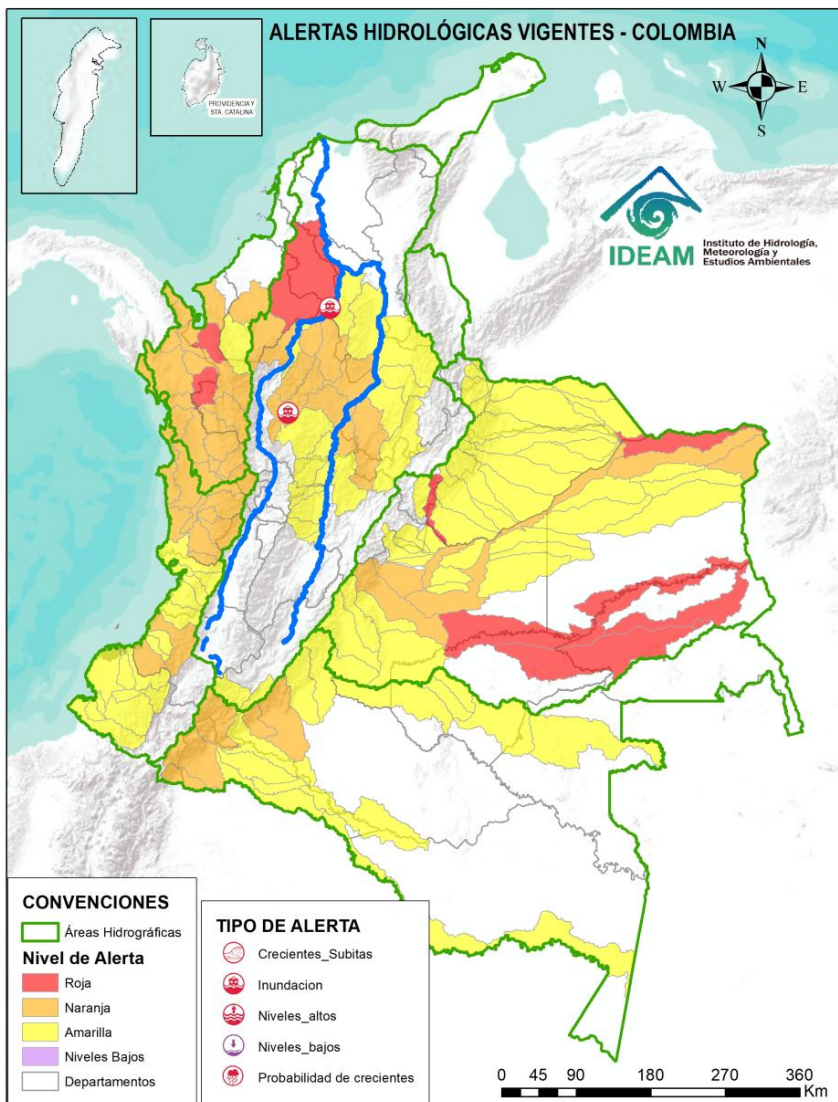 ALERTAS HIDROLÓGICAS VIGENTES - COLOMBIA
PROVIDENCIA Y
STA. CATALINA
N
W E
S
IDEAM
Instituto de Hidrología,
Meteorología y
Estudios Ambientales
CONVENCIONES
Áreas Hidrográficas
Nivel de Alerta
Roja
Naranja
Amarilla
Niveles Bajos
Departamentos
TIPO DE ALERTA
Crecientes_Subitas
Inundacion
Niveles_altos
Niveles_bajos
Probabilidad de crecientes
0 45 90 180 270 360
Km